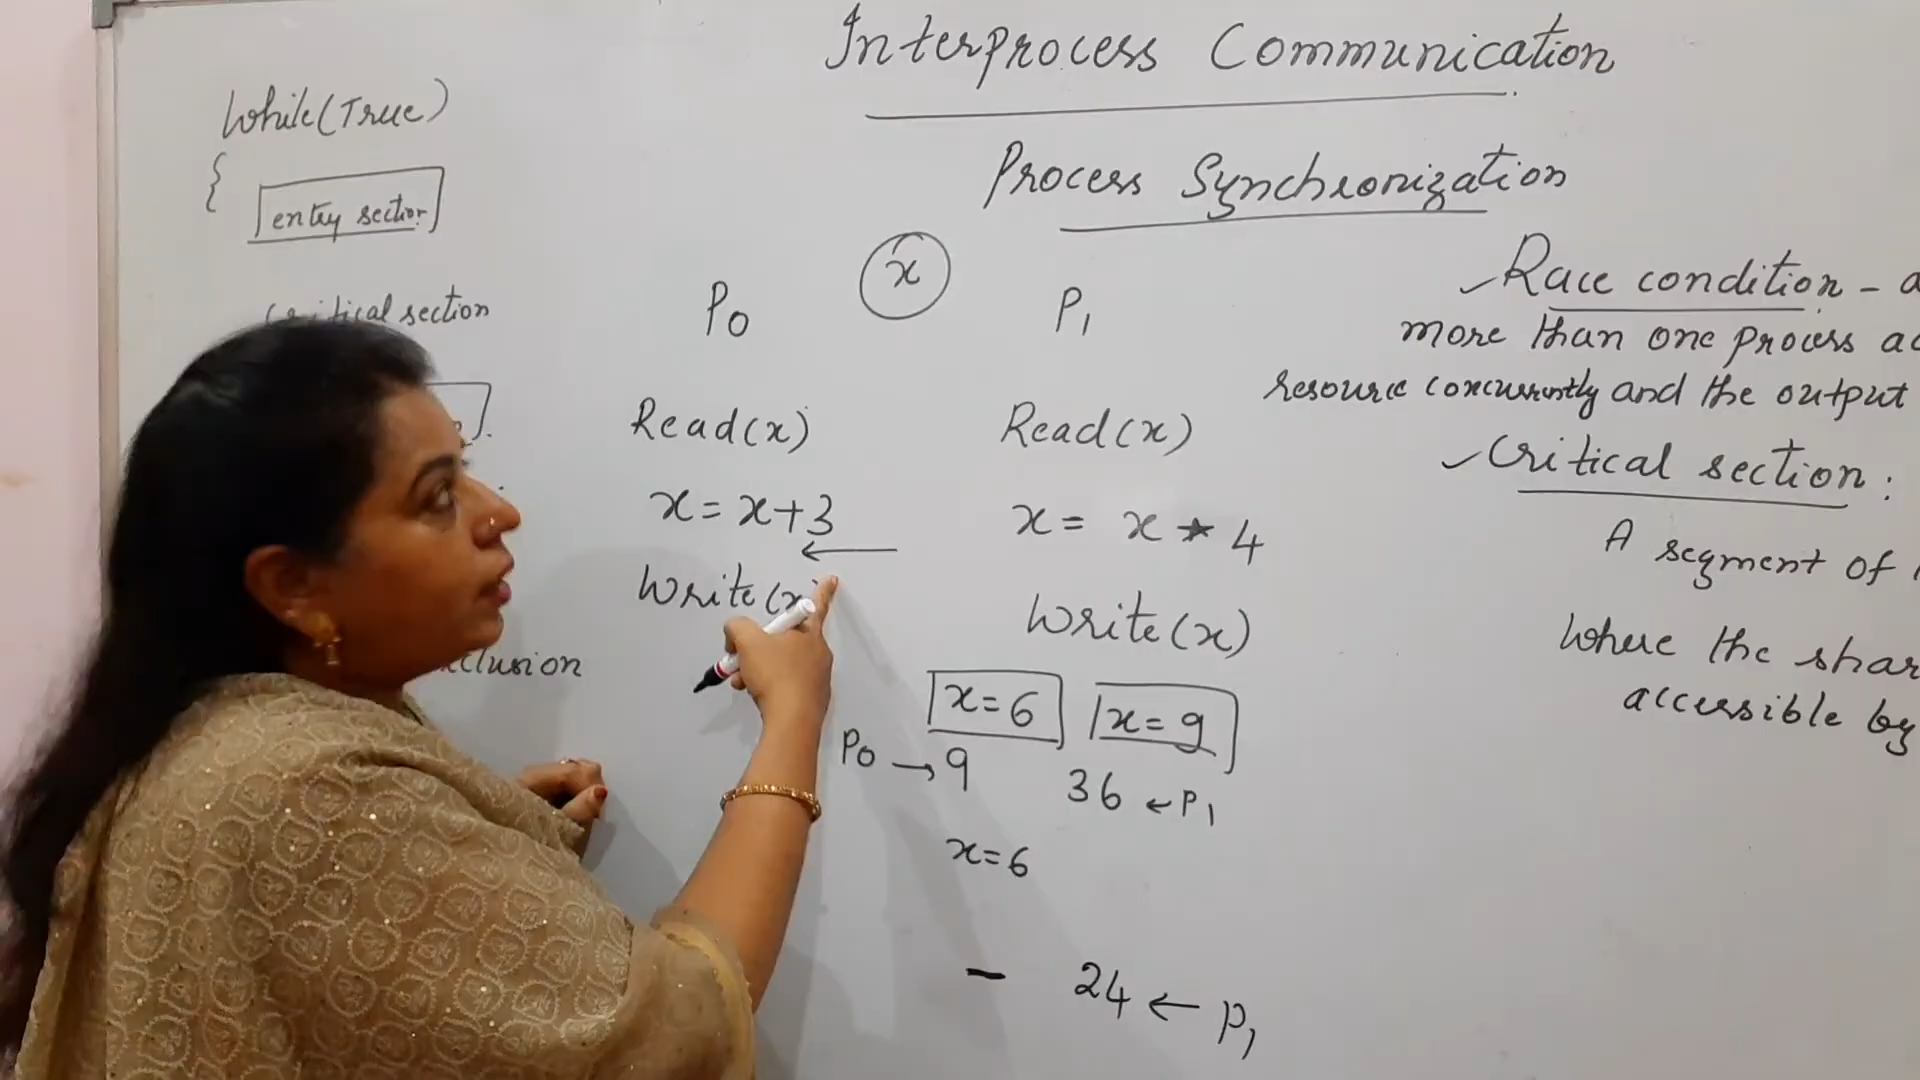 Interprocess Communication
Process Synchronization
While(True)
{
entry section
Critical section
x
P0
P1
Read(x)
x = x+3
Write(x)
Read(x)
x = x * 4
Write(x)
x=6
x=9
P0 → 9
36 ← P1
x=6
- 24 ← P1
Race condition -
more than one process
resource concurrently and the output
Critical section :
A segment of
Where the
accessible by